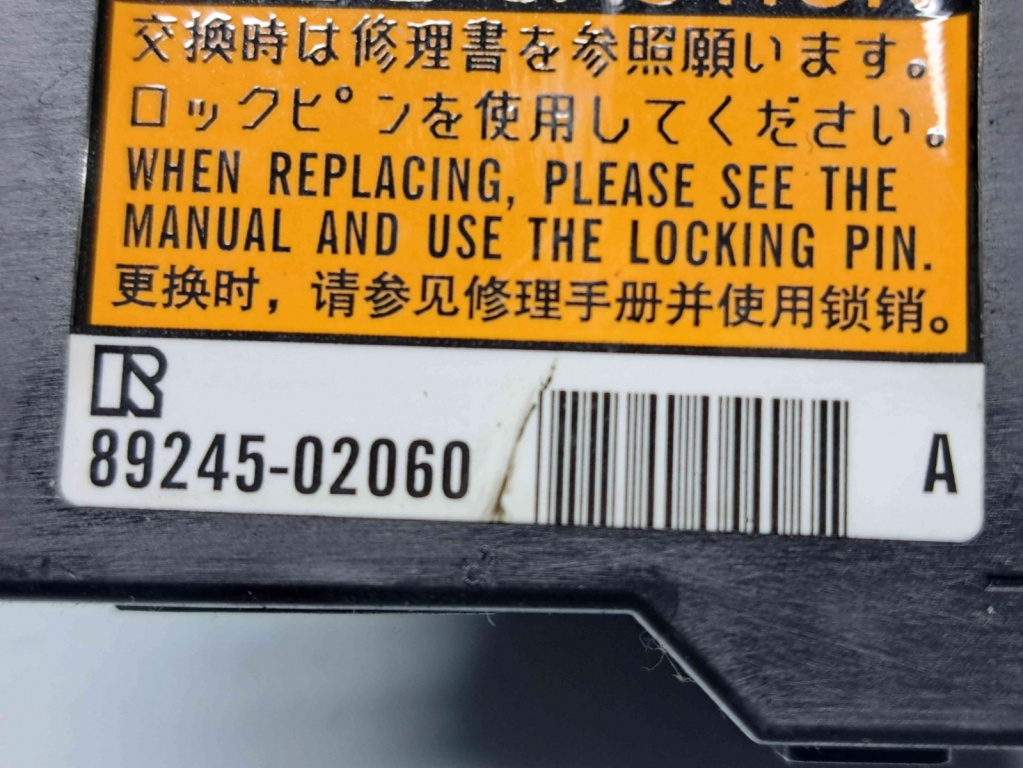 交換時は修理書を参照願います。
ロックピンを使用してください。
WHEN REPLACING, PLEASE SEE THE
MANUAL AND USE THE LOCKING PIN.
更换时，请参见修理手册并使用锁销。
89245-02060
A